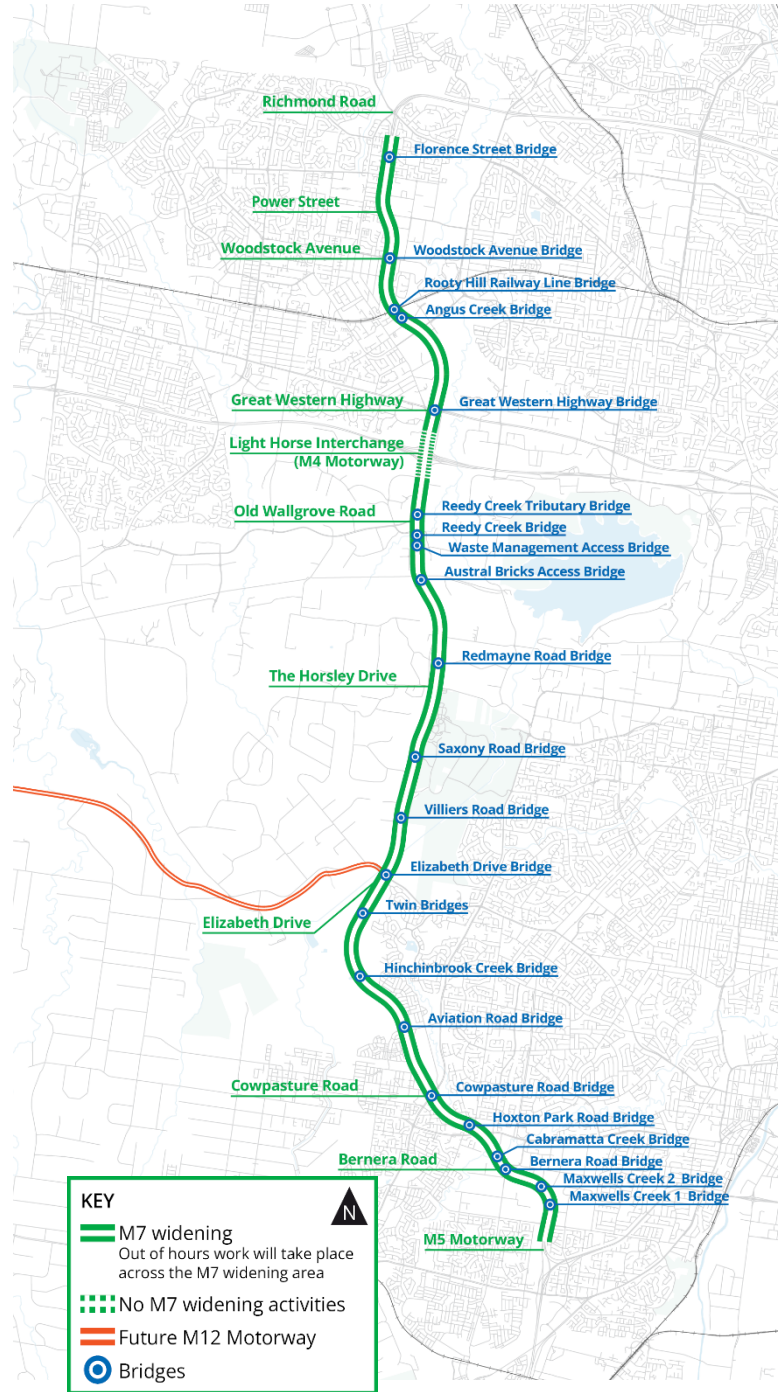 Richmond Road
Florence Street Bridge
Power Street
Woodstock Avenue
Woodstock Avenue Bridge
Rooty Hill Railway Line Bridge
Angus Creek Bridge
Great Western Highway
Great Western Highway Bridge
Light Horse Interchange
(M4 Motorway)
Old Wallgrove Road
Reedy Creek Tributary Bridge
Reedy Creek Bridge
Waste Management Access Bridge
Austral Bricks Access Bridge
Redmayne Road Bridge
The Horsley Drive
Saxony Road Bridge
Villiers Road Bridge
Elizabeth Drive Bridge
Twin Bridges
Elizabeth Drive
Hinchinbrook Creek Bridge
Aviation Road Bridge
Cowpasture Road
Cowpasture Road Bridge
Hoxton Park Road Bridge
Cabramatta Creek Bridge
Bernera Road
Bernera Road Bridge
Maxwells Creek 2 Bridge
Maxwells Creek 1 Bridge
M5 Motorway
KEY
N
M7 widening
Out of hours work will take place
across the M7 widening area
No M7 widening activities
Future M12 Motorway
Bridges